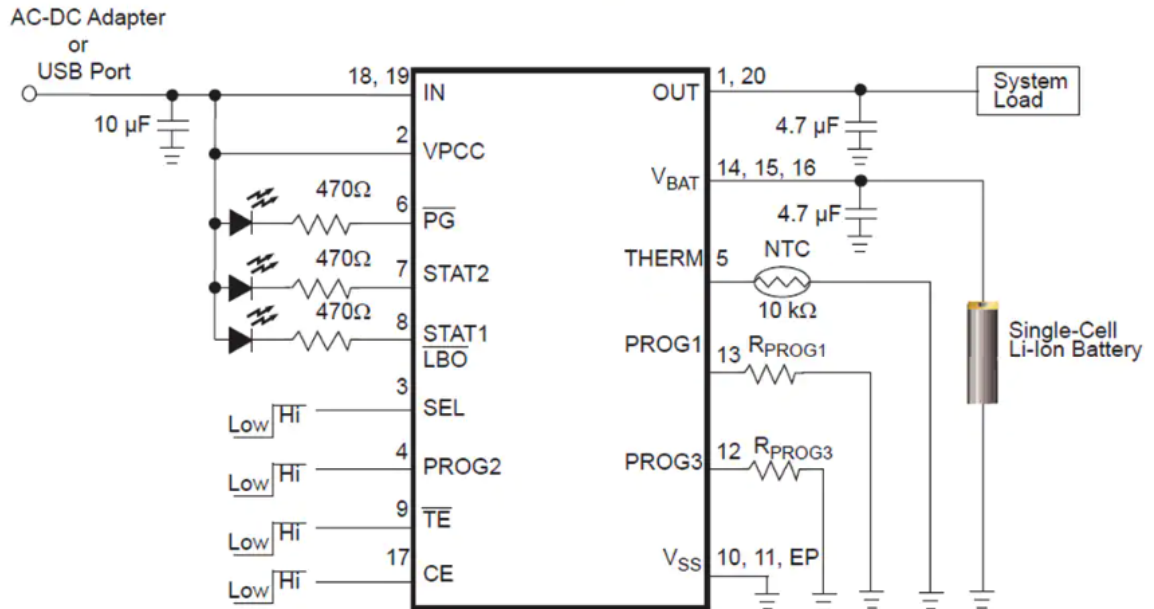 AC-DC Adapter
or
USB Port
10 µF
18, 19
IN
2
VPCC
470Ω
6
P̅G̅
470Ω
7
STAT2
470Ω
8
STAT1
L̅B̅O̅
3
SEL
Low Hi
4
PROG2
Low Hi
9
T̅E̅
Low Hi
17
CE
Low Hi
OUT
1, 20
System
Load
4.7 µF
VBAT
14, 15, 16
4.7 µF
THERM
5
NTC
10 kΩ
Single-Cell
Li-Ion Battery
PROG1
13
RPROG1
PROG3
12
RPROG3
VSS
10, 11, EP